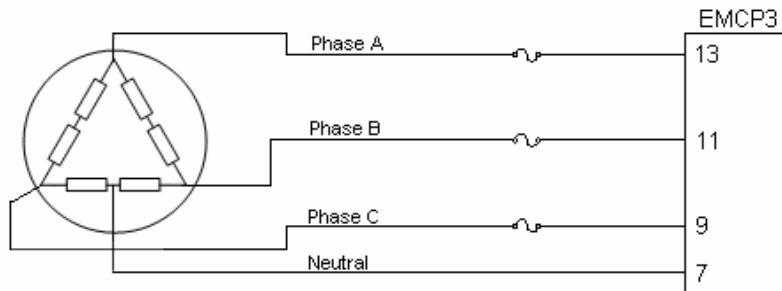 EMCP3
Phase A
13
Phase B
11
Phase C
9
Neutral
7